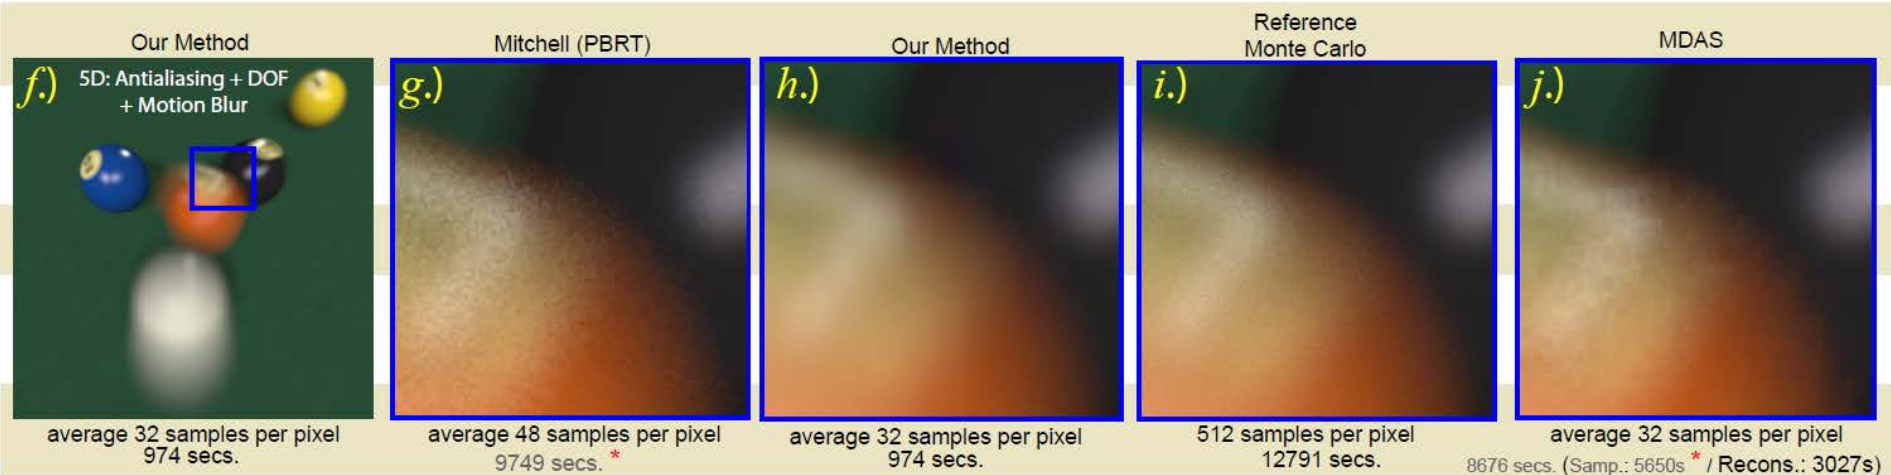 Our Method
f.) 5D: Antialiasing + DOF
+ Motion Blur
average 32 samples per pixel
974 secs.
Mitchell (PBRT)
g.)
average 48 samples per pixel
9749 secs. *
Our Method
h.)
average 32 samples per pixel
974 secs.
Reference
Monte Carlo
i.)
512 samples per pixel
12791 secs.
MDAS
j.)
average 32 samples per pixel
8676 secs. (Samp.: 5650s * / Recons.: 3027s)